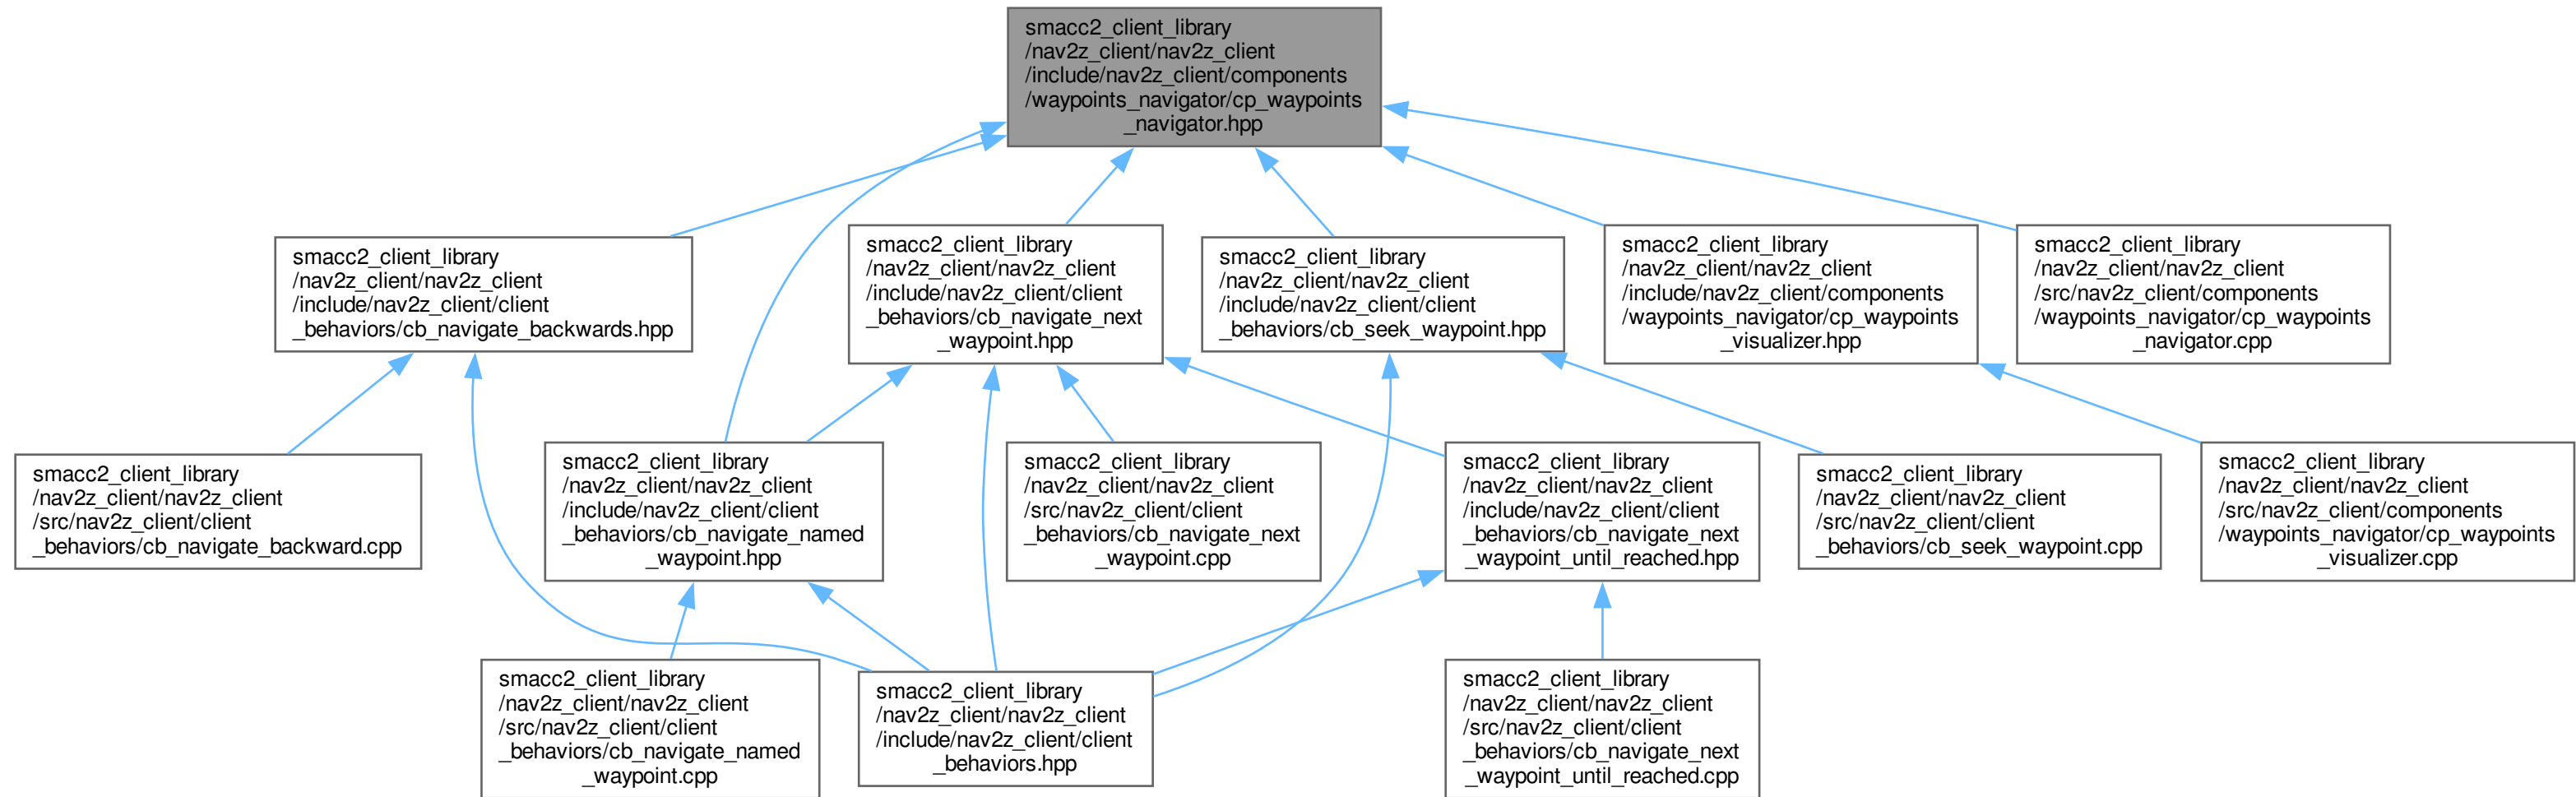 smacc2_client_library
/nav2z_client/nav2z_client
/include/nav2z_client/components
/waypoints_navigator/cp_waypoints
_navigator.hpp
smacc2_client_library
/nav2z_client/nav2z_client
/include/nav2z_client/client
_behaviors/cb_navigate_backwards.hpp
smacc2_client_library
/nav2z_client/nav2z_client
/include/nav2z_client/client
_behaviors/cb_navigate_next
_waypoint.hpp
smacc2_client_library
/nav2z_client/nav2z_client
/include/nav2z_client/client
_behaviors/cb_seek_waypoint.hpp
smacc2_client_library
/nav2z_client/nav2z_client
/include/nav2z_client/components
/waypoints_navigator/cp_waypoints
_visualizer.hpp
smacc2_client_library
/nav2z_client/nav2z_client
/src/nav2z_client/components
/waypoints_navigator/cp_waypoints
_navigator.cpp
smacc2_client_library
/nav2z_client/nav2z_client
/src/nav2z_client/client
_behaviors/cb_navigate_backward.cpp
smacc2_client_library
/nav2z_client/nav2z_client
/include/nav2z_client/client
_behaviors/cb_navigate_named
_waypoint.hpp
smacc2_client_library
/nav2z_client/nav2z_client
/src/nav2z_client/client
_behaviors/cb_navigate_next
_waypoint.cpp
smacc2_client_library
/nav2z_client/nav2z_client
/include/nav2z_client/client
_behaviors/cb_navigate_next
_waypoint_until_reached.hpp
smacc2_client_library
/nav2z_client/nav2z_client
/src/nav2z_client/client
_behaviors/cb_seek_waypoint.cpp
smacc2_client_library
/nav2z_client/nav2z_client
/src/nav2z_client/components
/waypoints_navigator/cp_waypoints
_visualizer.cpp
smacc2_client_library
/nav2z_client/nav2z_client
/src/nav2z_client/client
_behaviors/cb_navigate_named
_waypoint.cpp
smacc2_client_library
/nav2z_client/nav2z_client
/include/nav2z_client/client
_behaviors.hpp
smacc2_client_library
/nav2z_client/nav2z_client
/src/nav2z_client/client
_behaviors/cb_navigate_next
_waypoint_until_reached.cpp